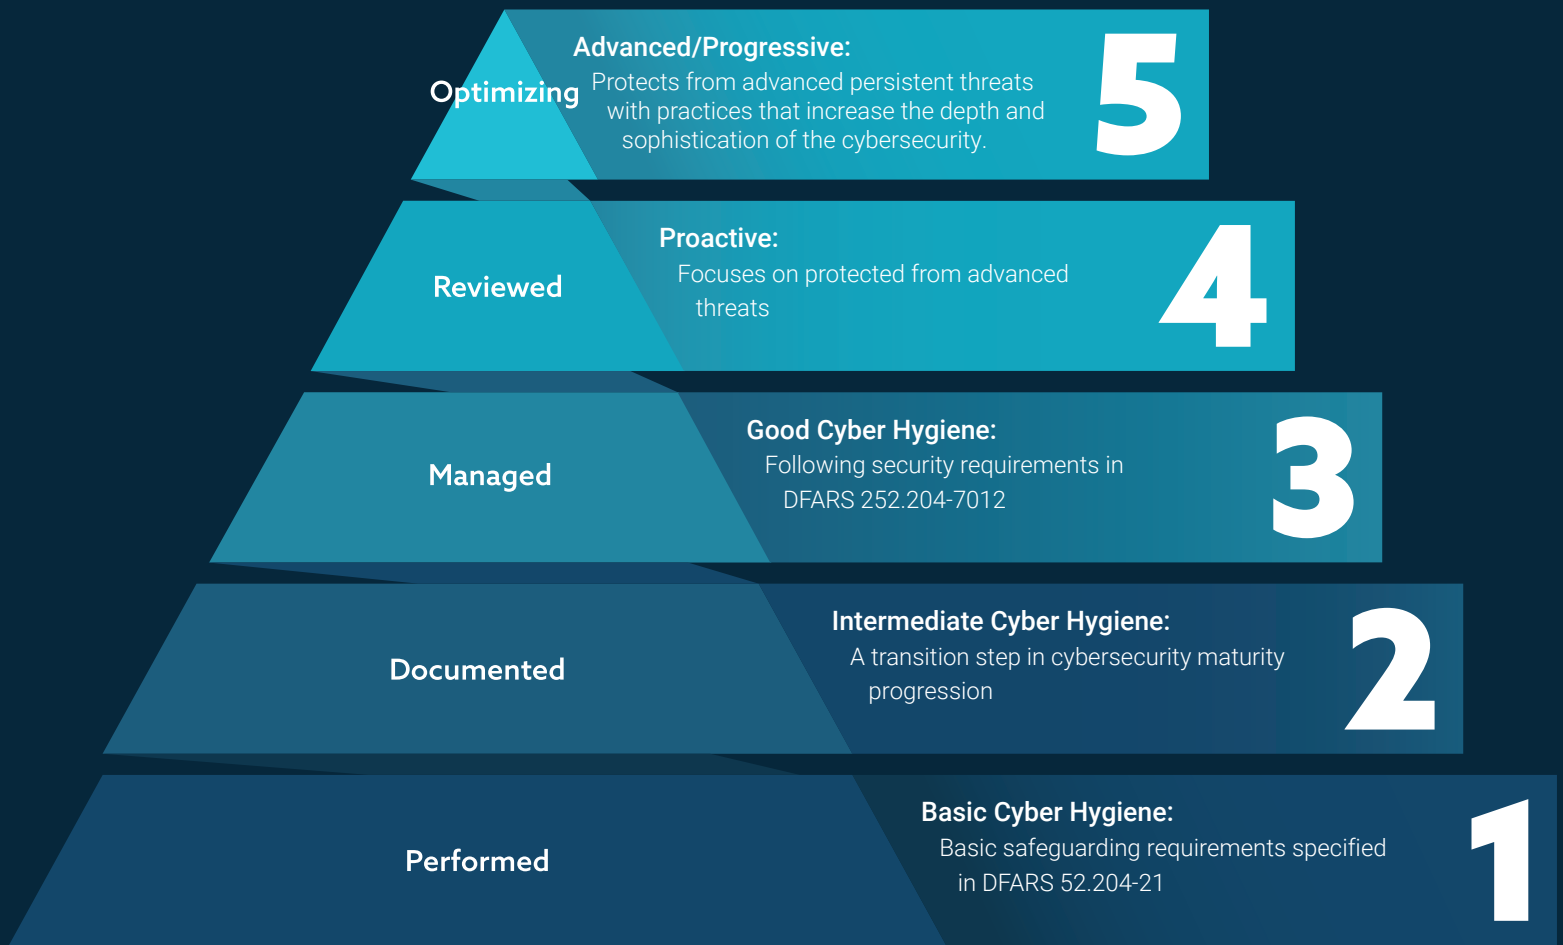 Optimizing
Advanced/Progressive:
Protects from advanced persistent threats
with practices that increase the depth and
sophistication of the cybersecurity.
5
Reviewed
Proactive:
Focuses on protected from advanced
threats
4
Managed
Good Cyber Hygiene:
Following security requirements in
DFARS 252.204-7012
3
Documented
Intermediate Cyber Hygiene:
A transition step in cybersecurity maturity
progression
2
Performed
Basic Cyber Hygiene:
Basic safeguarding requirements specified
in DFARS 52.204-21
1